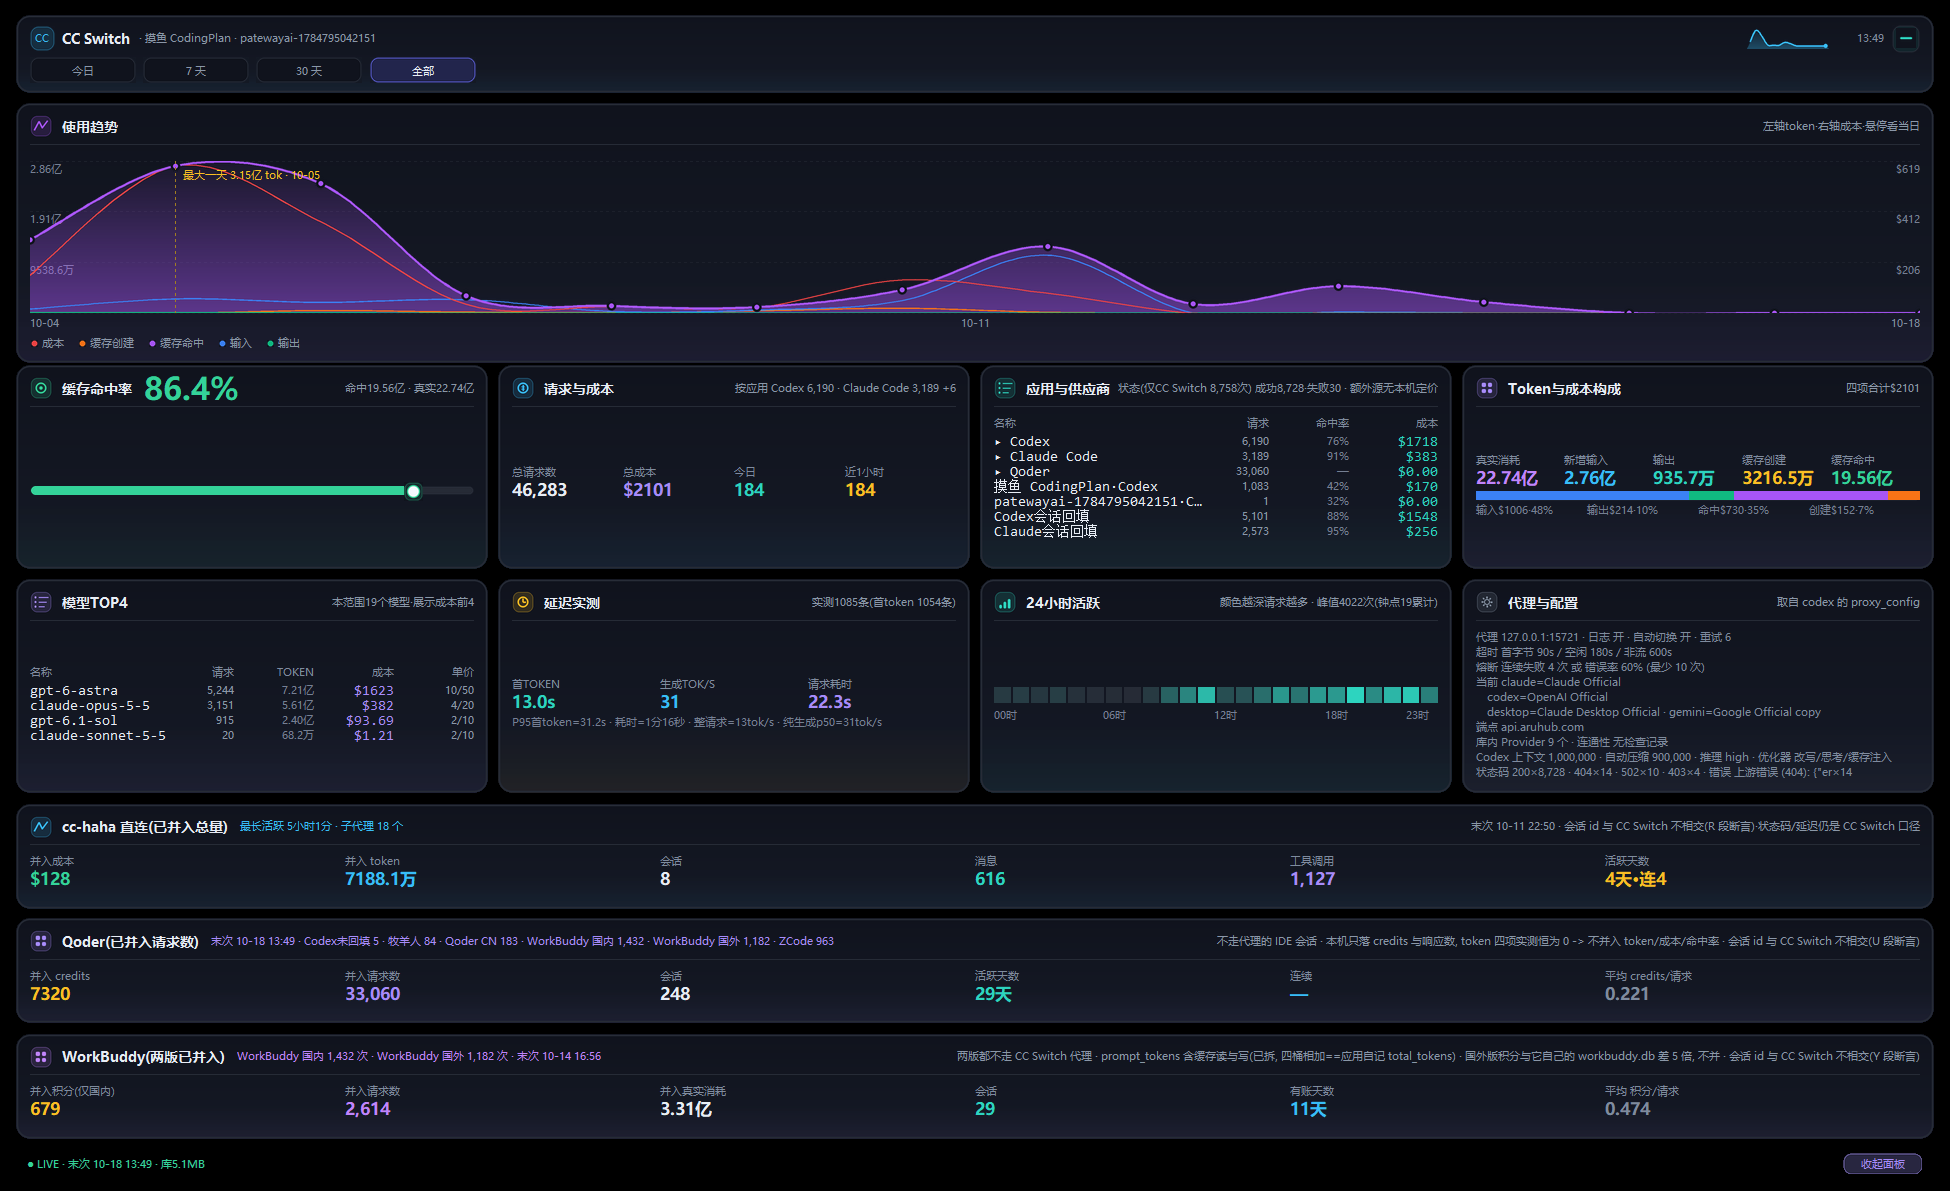 CC CC Switch · 摸鱼 CodingPlan · patewayai-1784795042151
13:49
今日 7 天 30 天 全部
使用趋势
左轴token·右轴成本·悬停看当日
2.86亿
1.91亿
9538.6万
最大一天 3.15亿 tok · 10-05
$619
$412
$206
10-04 10-11 10-18
成本 缓存创建 缓存命中 输入 输出
缓存命中率 86.4% 命中19.56亿 · 真实22.74亿
请求与成本 按应用 Codex 6,190 · Claude Code 3,189 +6
总请求数 总成本 今日 近1小时
46,283 $2101 184 184
应用与供应商 状态(仅CC Switch 8,758次) 成功8,728·失败30 · 额外源无本机定价
名称 请求 命中率 成本
▸ Codex 6,190 76% $1718
▸ Claude Code 3,189 91% $383
▸ Qoder 33,060 — $0.00
摸鱼 CodingPlan·Codex 1,083 42% $170
patewayai-1784795042151·C… 1 32% $0.00
Codex会话回填 5,101 88% $1548
Claude会话回填 2,573 95% $256
Token与成本构成 四项合计$2101
真实消耗 新增输入 输出 缓存创建 缓存命中
22.74亿 2.76亿 935.7万 3216.5万 19.56亿
输入$1006·48% 输出$214·10% 命中$730·35% 创建$152·7%
模型TOP4 本范围19个模型·展示成本前4
名称 请求 TOKEN 成本 单价
gpt-6-astra 5,244 7.21亿 $1623 10/50
claude-opus-5-5 3,151 5.61亿 $382 4/20
gpt-6.1-sol 915 2.40亿 $93.69 2/10
claude-sonnet-5-5 20 68.2万 $1.21 2/10
延迟实测 实测1085条(首token 1054条)
首TOKEN 生成TOK/S 请求耗时
13.0s 31 22.3s
P95首token=31.2s · 耗时=1分16秒 · 整请求=13tok/s · 纯生成p50=31tok/s
24小时活跃 颜色越深请求越多 · 峰值4022次(钟点19累计)
00时 06时 12时 18时 23时
代理与配置 取自 codex 的 proxy_config
代理 127.0.0.1:15721 · 日志 开 · 自动切换 开 · 重试 6
超时 首字节 90s / 空闲 180s / 非流 600s
熔断 连续失败 4 次 或 错误率 60% (最少 10 次)
当前 claude=Claude Official
codex=OpenAI Official
desktop=Claude Desktop Official · gemini=Google Official copy
端点 api.aruhub.com
库内 Provider 9 个 · 连通性 无检查记录
Codex 上下文 1,000,000 · 自动压缩 900,000 · 推理 high · 优化器 改写/思考/缓存注入
状态码 200×8,728 · 404×14 · 502×10 · 403×4 · 错误 上游错误 (404): {"er×14
cc-haha 直连(已并入总量) 最长活跃 5小时1分 · 子代理 18 个 末次 10-11 22:50 · 会话 id 与 CC Switch 不相交(R 段断言)·状态码/延迟仍是 CC Switch 口径
并入成本 并入 token 会话 消息 工具调用 活跃天数
$128 7188.1万 8 616 1,127 4天·连4
Qoder(已并入请求数) 末次 10-18 13:49 · Codex未回填 5 · 牧羊人 84 · Qoder CN 183 · WorkBuddy 国内 1,432 · WorkBuddy 国外 1,182 · ZCode 963 不走代理的 IDE 会话 · 本机只落 credits 与响应数, token 四项实测恒为 0 -> 不并入 token/成本/命中率 · 会话 id 与 CC Switch 不相交(U 段断言)
并入 credits 并入请求数 会话 活跃天数 连续 平均 credits/请求
7320 33,060 248 29天 — 0.221
WorkBuddy(两版已并入) WorkBuddy 国内 1,432 次 · WorkBuddy 国外 1,182 次 · 末次 10-14 16:56 两版都不走 CC Switch 代理 · prompt_tokens 含缓存读与写(已拆, 四桶相加==应用自记 total_tokens) · 国外版积分与它自己的 workbuddy.db 差 5 倍, 不并 · 会话 id 与 CC Switch 不相交(Y 段断言)
并入积分(仅国内) 并入请求数 并入真实消耗 会话 有账天数 平均 积分/请求
679 2,614 3.31亿 29 11天 0.474
LIVE · 末次 10-18 13:49 · 库5.1MB
收起面板